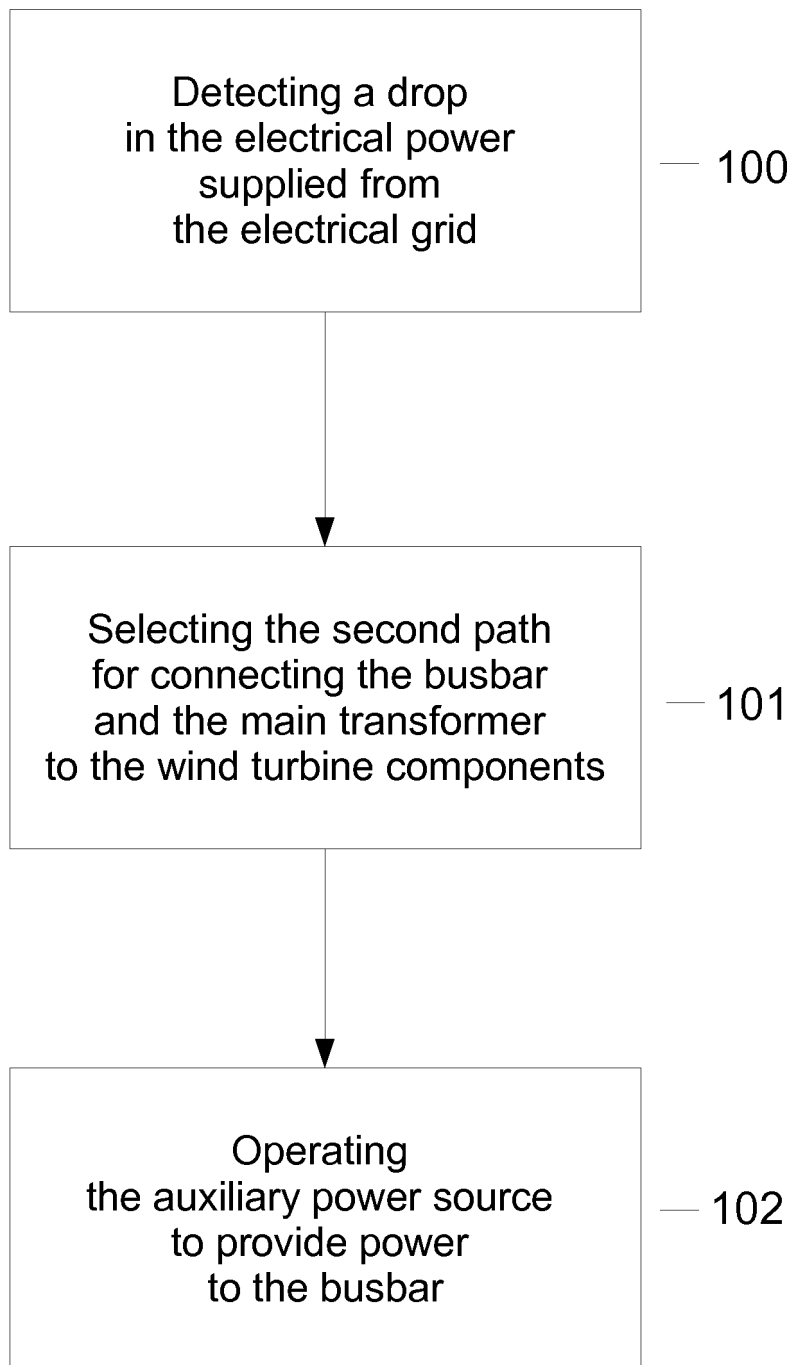 Detecting a drop
in the electrical power
supplied from
the electrical grid
100
Selecting the second path
for connecting the busbar
and the main transformer
to the wind turbine components
101
Operating
the auxiliary power source
to provide power
to the busbar
102